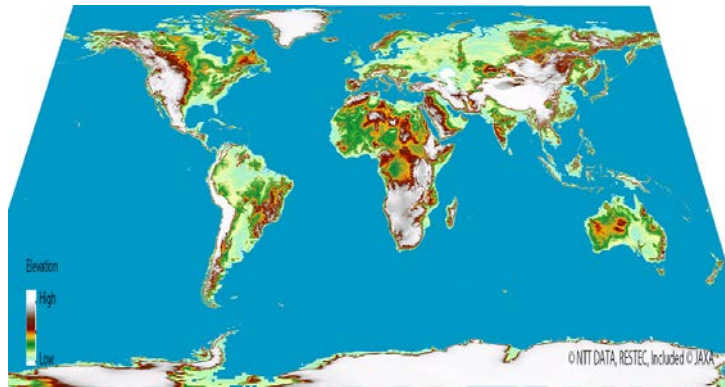 Elevation
High
Low
© NTT DATA, RESTEC, Included © JAXA